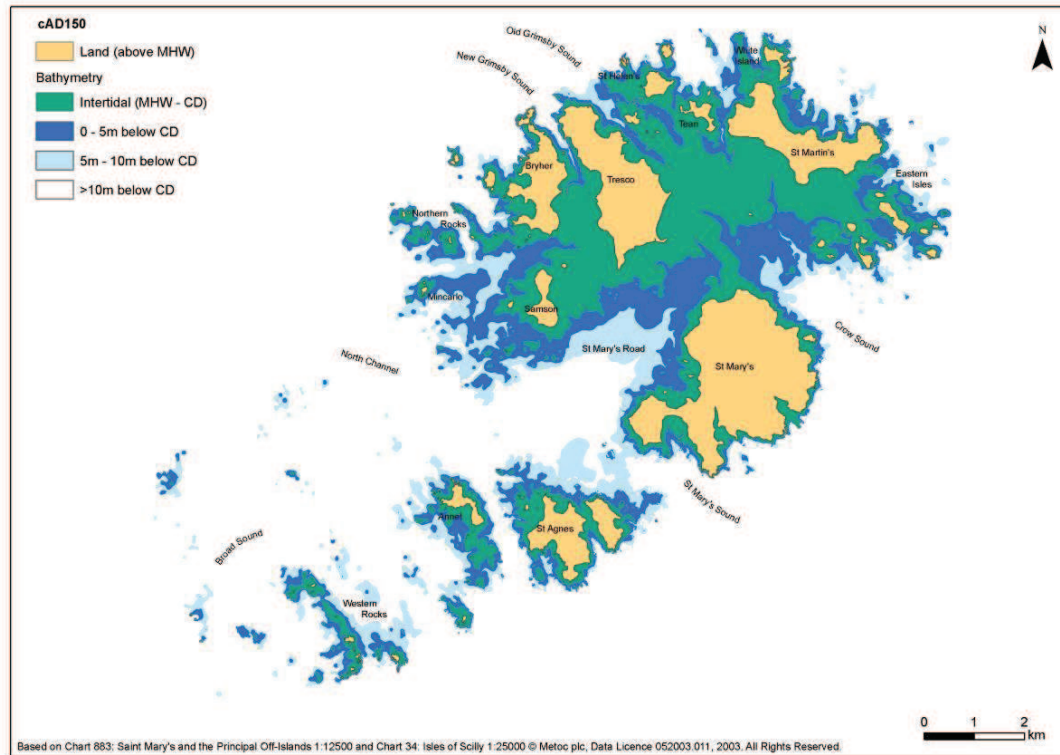 cAD150
Land (above MHW)
Bathymetry
Intertidal (MHW - CD)
0 - 5m below CD
5m - 10m below CD
>10m below CD
N
Old Grimsby Sound
New Grimsby Sound
White
Island
St Helen's
Tean
St Martin's
Bryher
Tresco
Eastern
Isles
Northern
Rocks
Mincarlo
Samson
Crow Sound
St Mary's Road
North Channel
St Mary's
St Mary's Sound
Annet
St Agnes
Broad Sound
Western
Rocks
0 1 2
km
Based on Chart 883: Saint Mary's and the Principal Off-Islands 1:12500 and Chart 34: Isles of Scilly 1:25000 © Metoc plc, Data Licence 052003.011, 2003. All Rights Reserved.